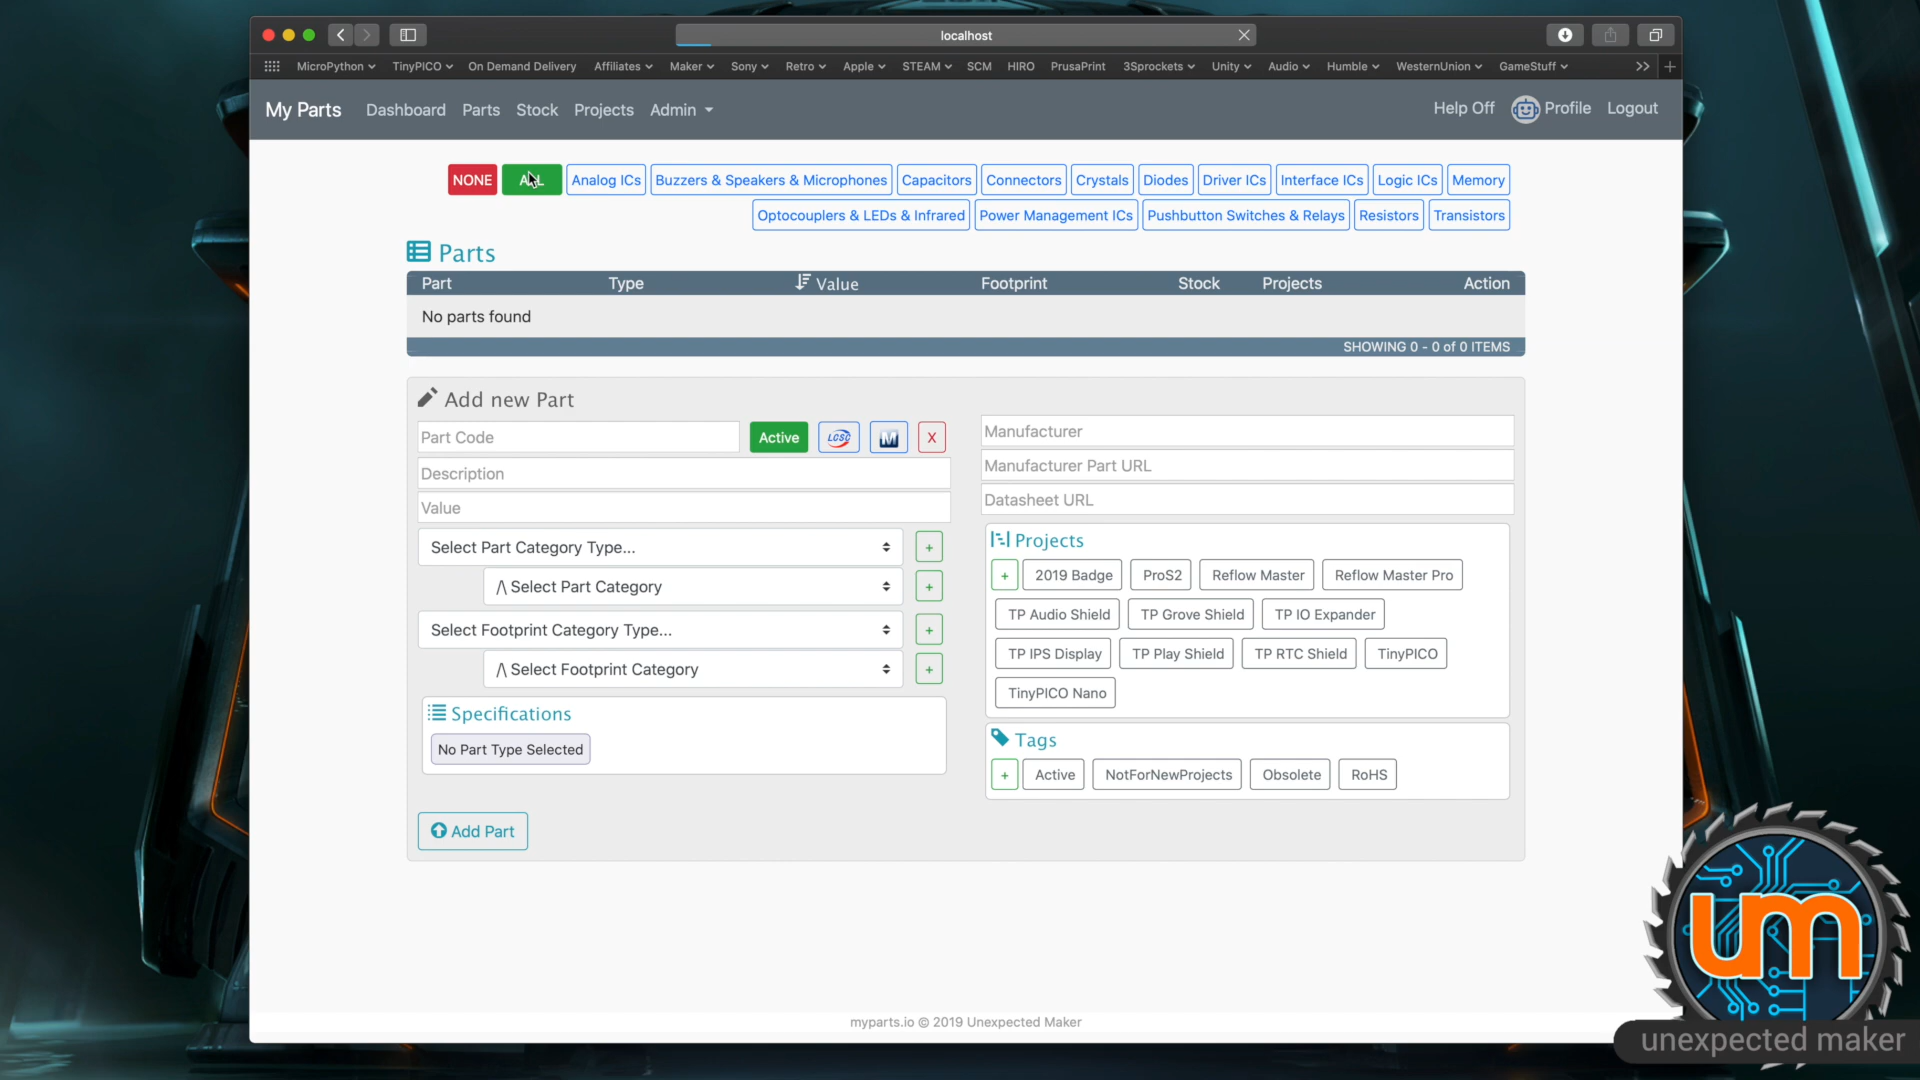 localhost
MicroPython TinyPICO On Demand Delivery Affiliates Maker Sony Retro Apple STEAM SCM HIRO PrusaPrint 3Sprockets Unity Audio Humble WesternUnion GameStuff
My Parts Dashboard Parts Stock Projects Admin Help Off Profile Logout
NONE ALL Analog ICs Buzzers & Speakers & Microphones Capacitors Connectors Crystals Diodes Driver ICs Interface ICs Logic ICs Memory
Optocouplers & LEDs & Infrared Power Management ICs Pushbutton Switches & Relays Resistors Transistors
Parts
Part Type Value Footprint Stock Projects Action
No parts found
SHOWING 0 - 0 of 0 ITEMS
Add new Part
Part Code Active LCSC M X
Description
Value
Select Part Category Type... +
/\ Select Part Category +
Select Footprint Category Type... +
/\ Select Footprint Category +
Specifications
No Part Type Selected
Add Part
Manufacturer
Manufacturer Part URL
Datasheet URL
Projects
+ 2019 Badge ProS2 Reflow Master Reflow Master Pro
TP Audio Shield TP Grove Shield TP IO Expander
TP IPS Display TP Play Shield TP RTC Shield TinyPICO
TinyPICO Nano
Tags
+ Active NotForNewProjects Obsolete RoHS
myparts.io © 2019 Unexpected Maker
um
unexpected maker